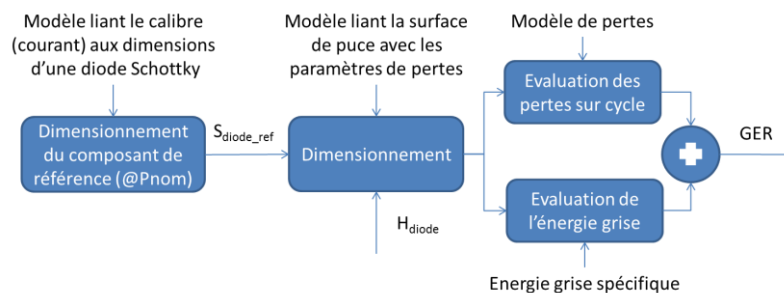 Modèle liant le calibre
(courant) aux dimensions
d'une diode Schottky
Modèle liant la surface
de puce avec les
paramètres de pertes
Modèle de pertes
Dimensionnement
du composant de
référence (@Pnom)
S_diode_ref
Dimensionnement
H_diode
Evaluation des
pertes sur cycle
Evaluation de
l'énergie grise
GER
Energie grise spécifique